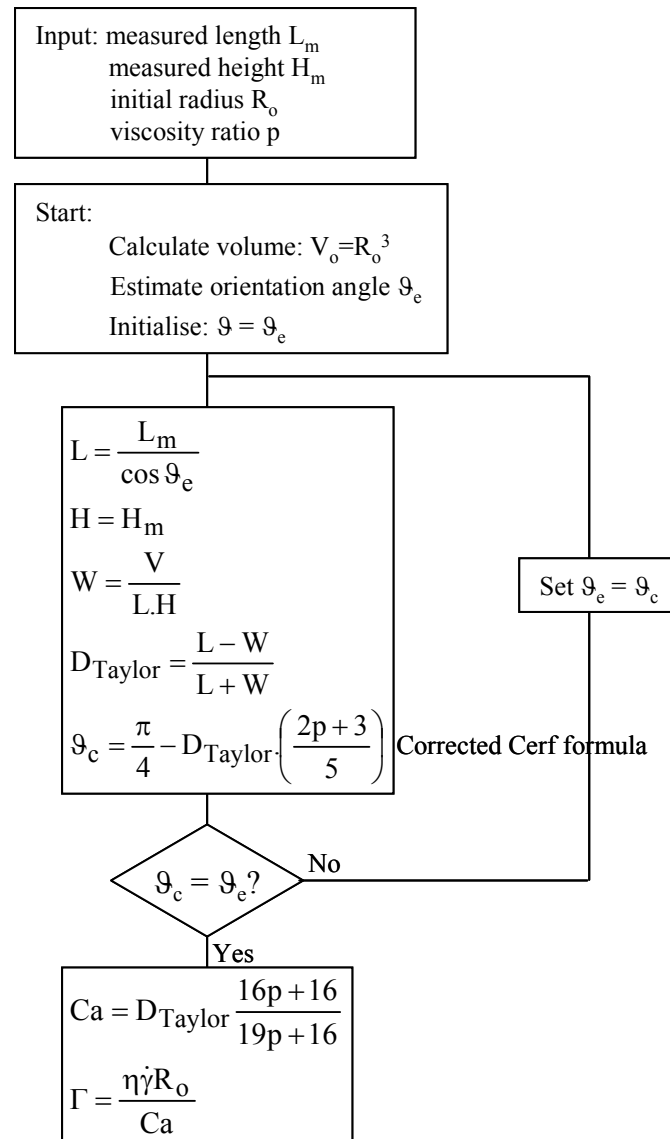 Input: measured length L_m
measured height H_m
initial radius R_o
viscosity ratio p
Start:
Calculate volume: V_o=R_o^3
Estimate orientation angle ϑ_e
Initialise: ϑ = ϑ_e
L = L_m / cos ϑ_e
H = H_m
W = V / L.H
D_Taylor = (L − W) / (L + W)
ϑ_c = π/4 − D_Taylor.((2p + 3) / 5) Corrected Cerf formula
Set ϑ_e = ϑ_c
ϑ_c = ϑ_e?
No
Yes
Ca = D_Taylor (16p + 16) / (19p + 16)
Γ = ηγ̇R_o / Ca